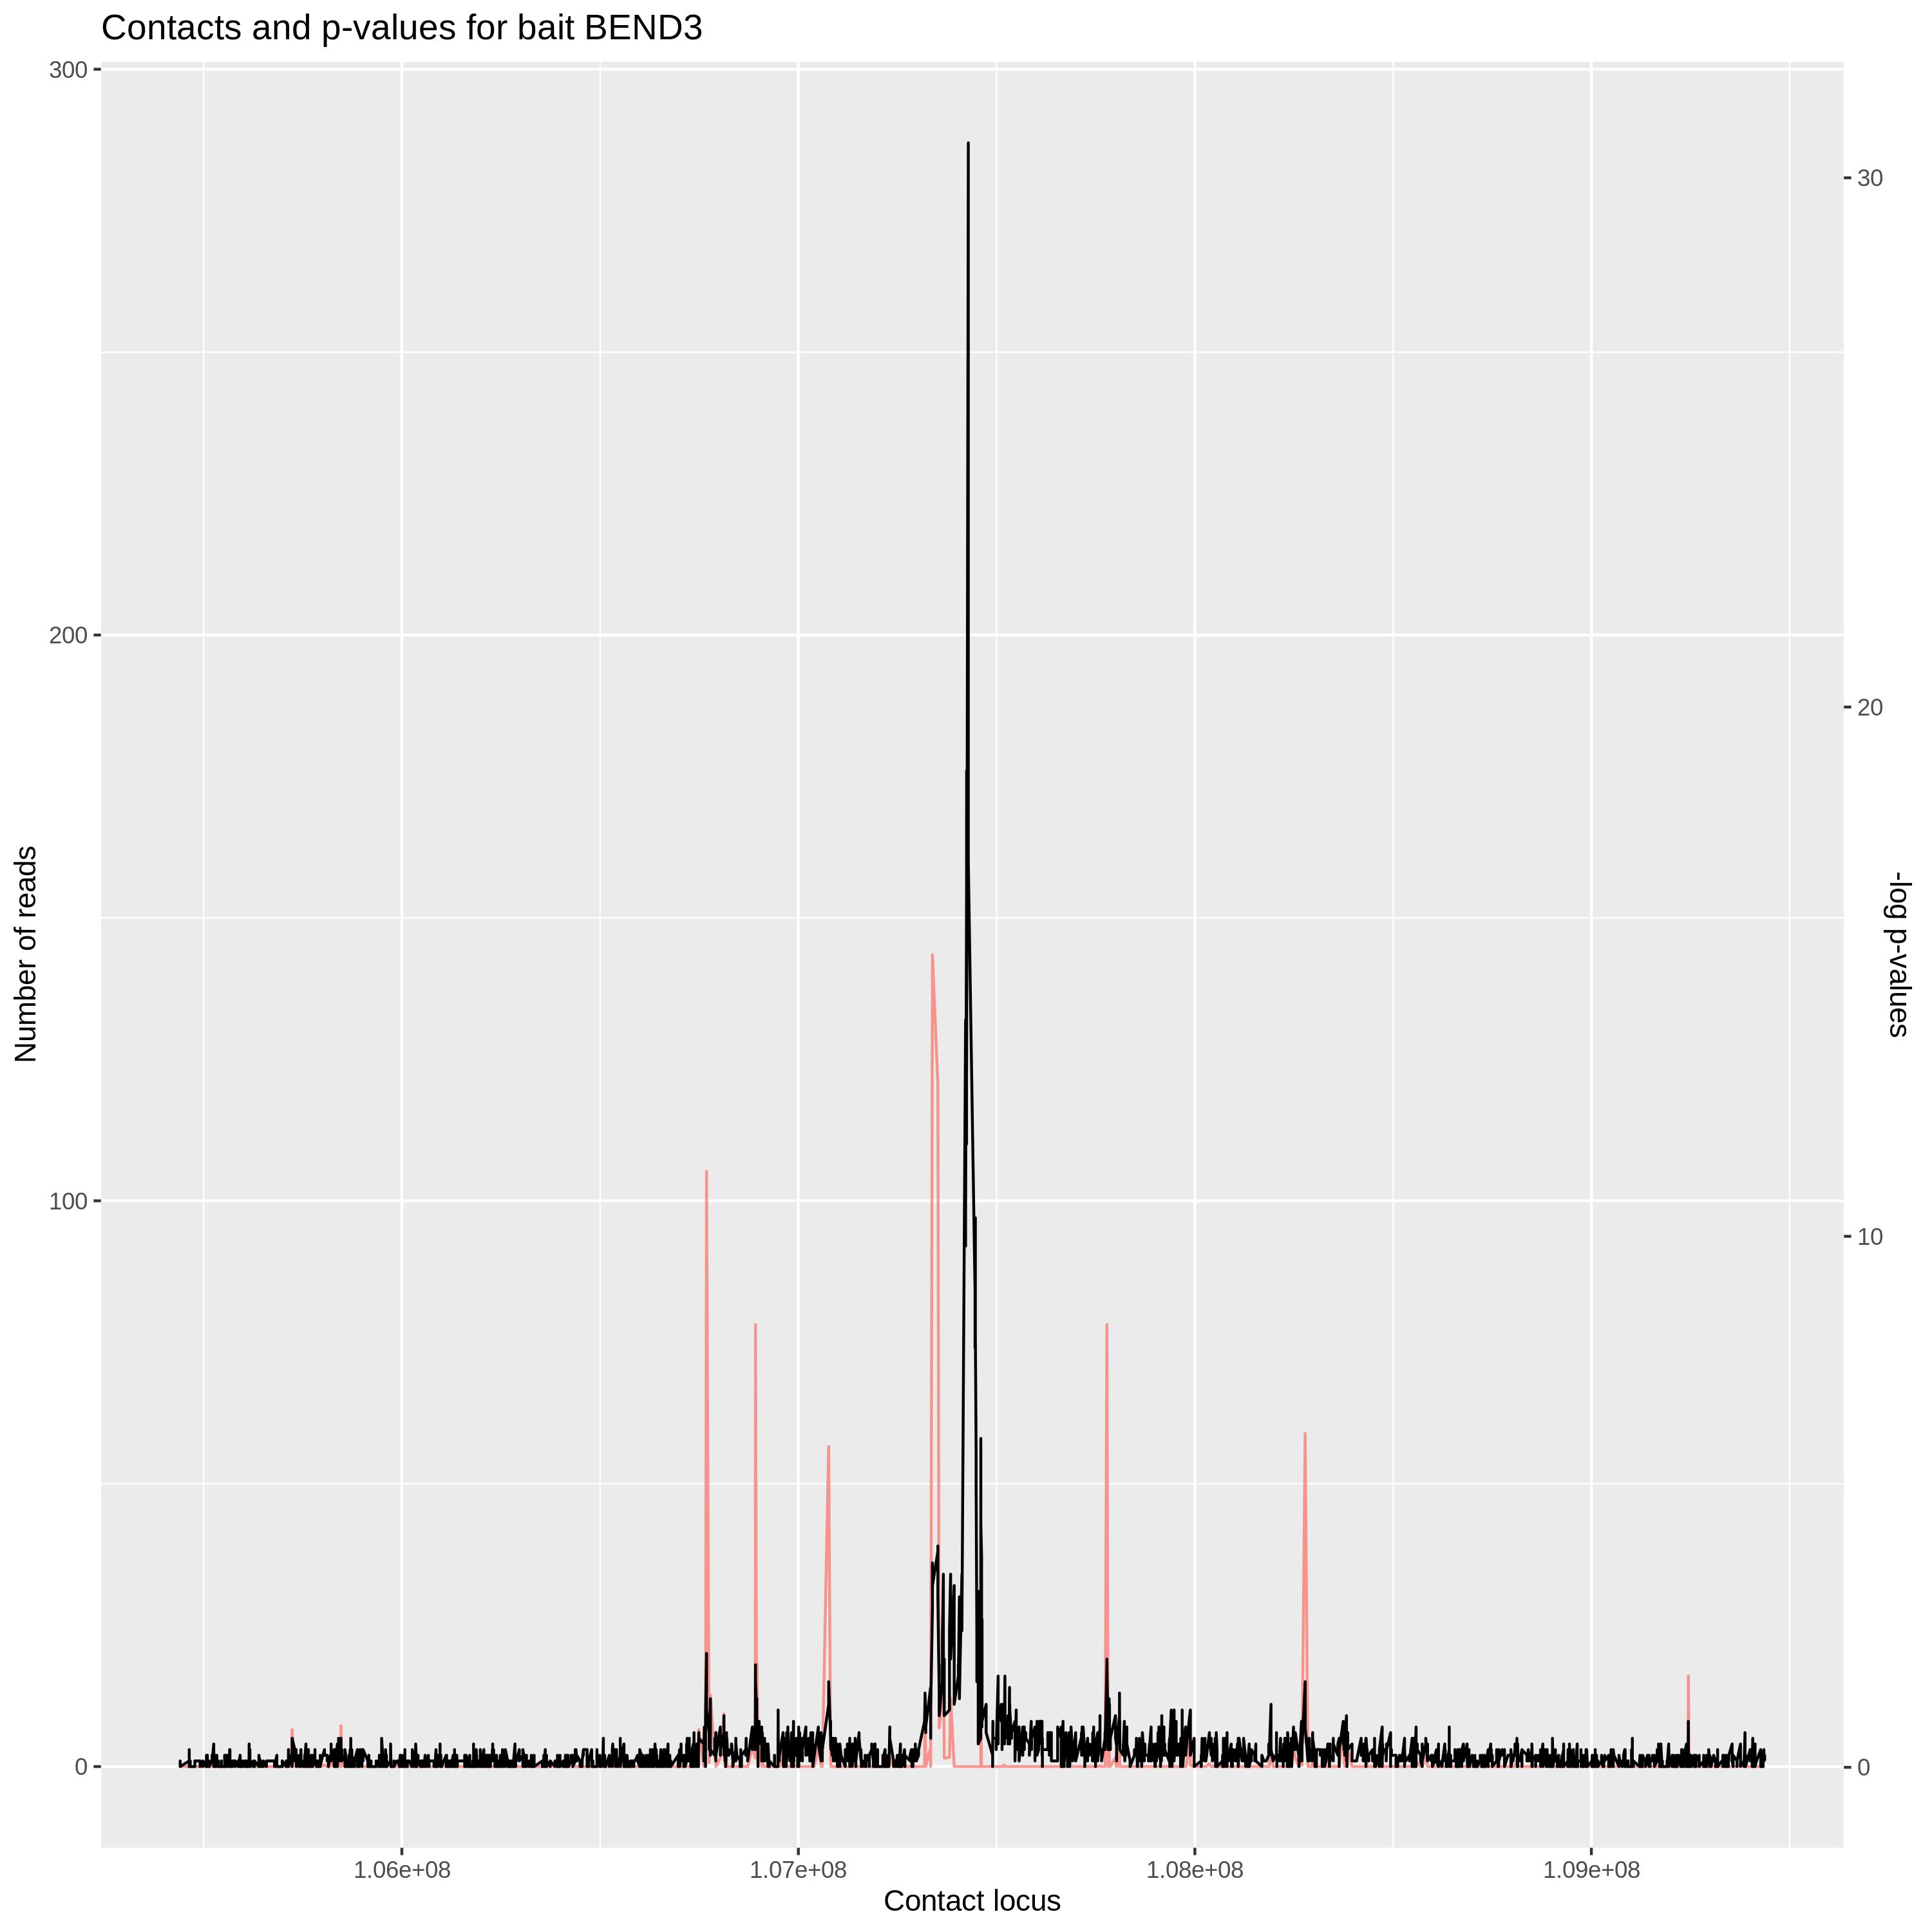 Contacts and p-values for bait BEND3
300
200
100
0
Number of reads
30
20
10
0
-log p-values
1.06e+08
1.07e+08
1.08e+08
1.09e+08
Contact locus